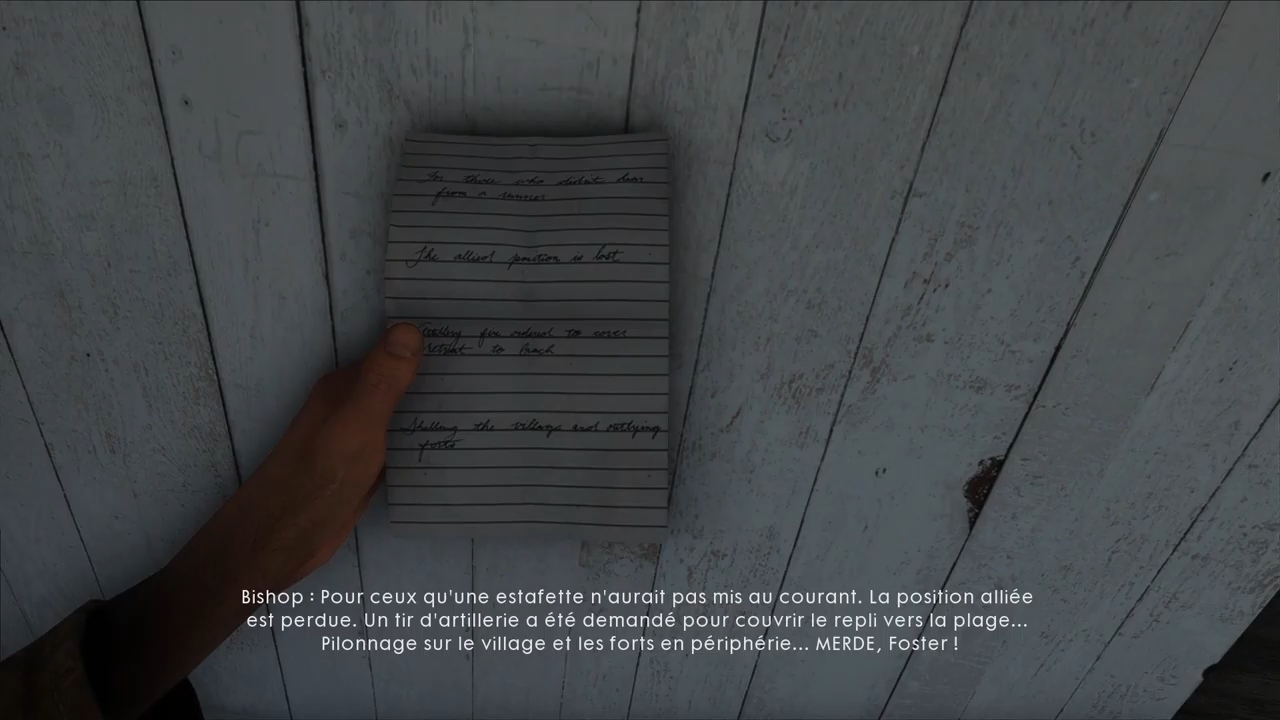 For those who didn't hear
from a runner
The allied position is lost
Artillery fire ordered to cover
retreat to beach
Shelling the village and outlying
forts
Bishop : Pour ceux qu'une estafette n'aurait pas mis au courant. La position alliée
est perdue. Un tir d'artillerie a été demandé pour couvrir le repli vers la plage...
Pilonnage sur le village et les forts en périphérie... MERDE, Foster !